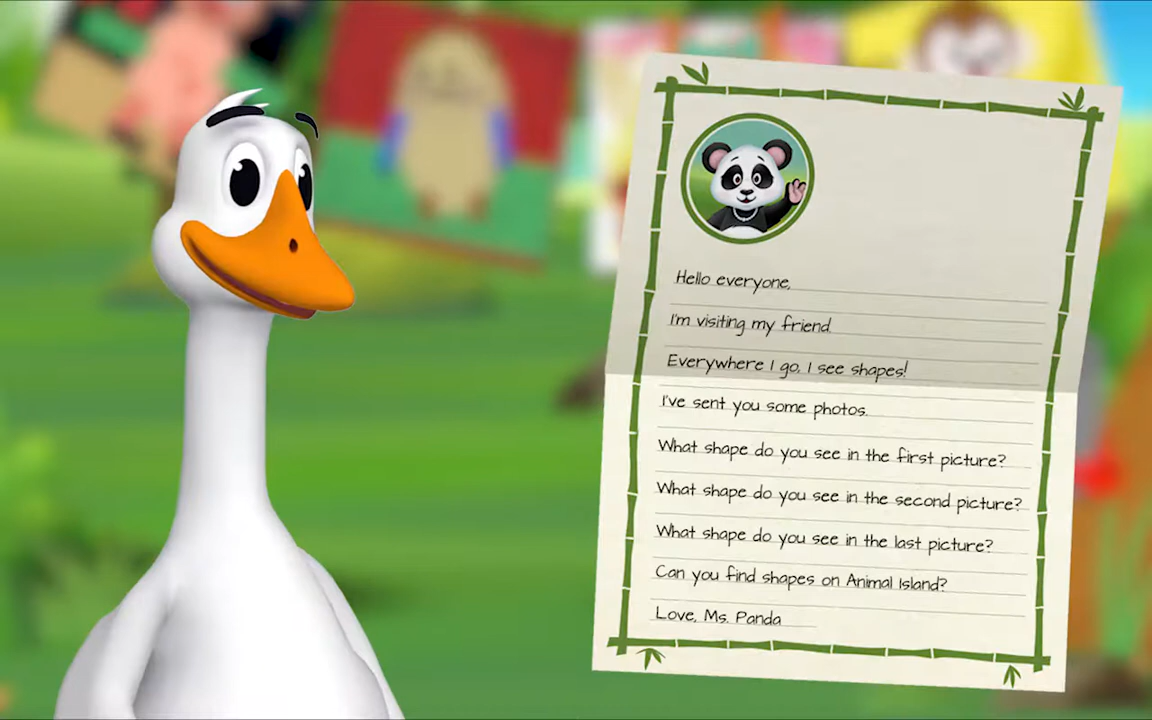 Hello everyone,
I'm visiting my friend.
Everywhere I go, I see shapes!
I've sent you some photos.
What shape do you see in the first picture?
What shape do you see in the second picture?
What shape do you see in the last picture?
Can you find shapes on Animal Island?
Love, Ms. Panda